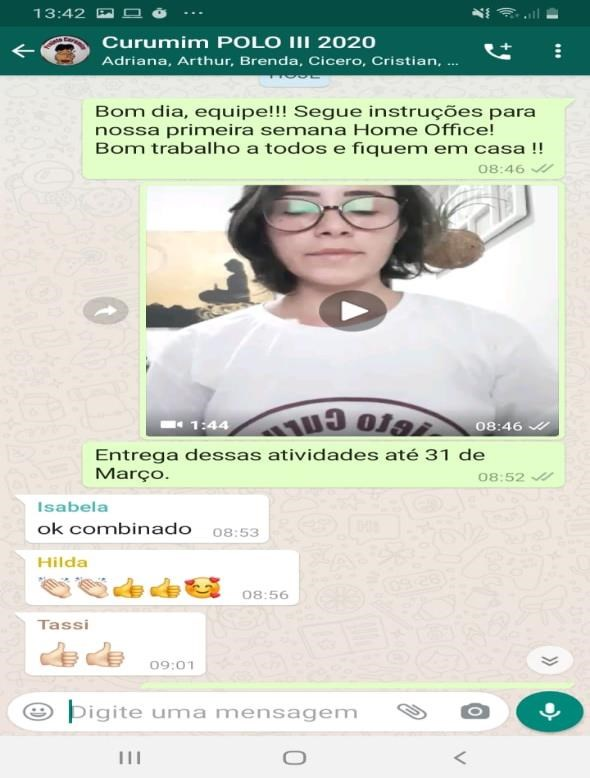 13:42
Curumim POLO III 2020
Adriana, Arthur, Brenda, Cicero, Cristian, ...
HOJE
Bom dia, equipe!!! Segue instruções para
nossa primeira semana Home Office!
Bom trabalho a todos e fiquem em casa !!
08:46
1:44
08:46
Entrega dessas atividades até 31 de
Março.
08:52
Isabela
ok combinado
08:53
Hilda
👏🏻👏🏻👍👍🥰
08:56
Tassi
👍🏻👍🏻
09:01
Digite uma mensagem